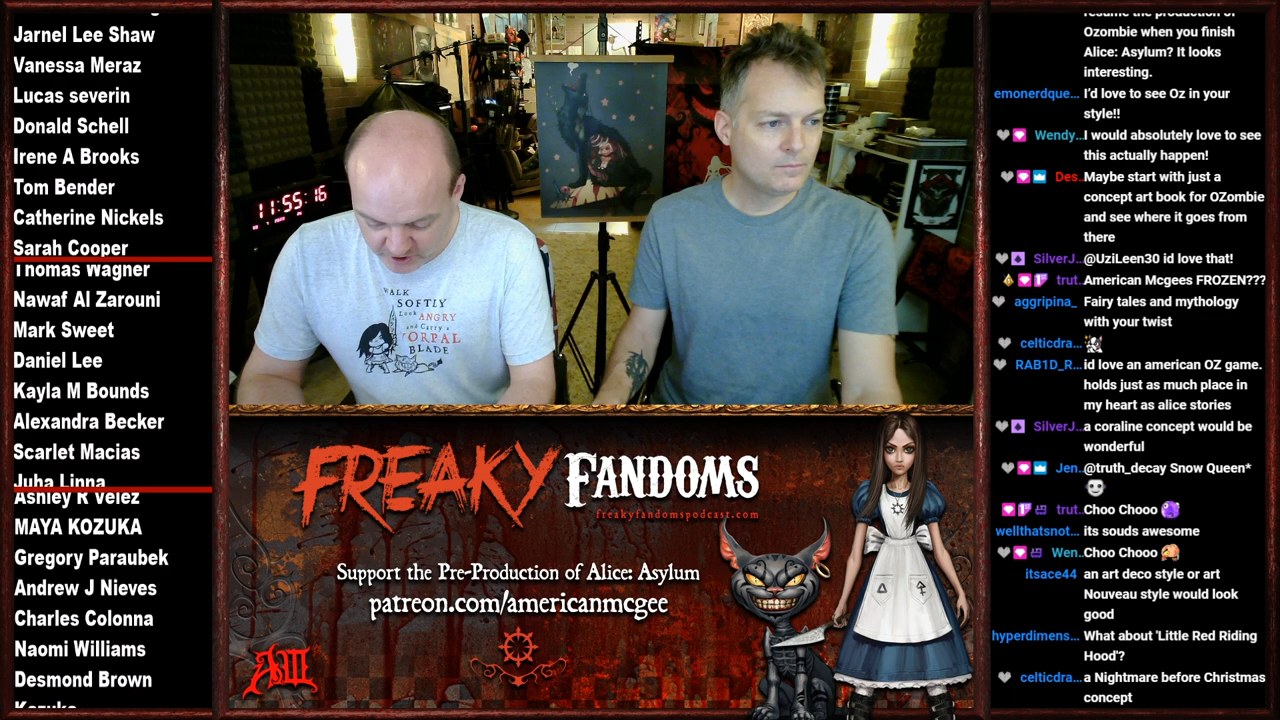 Jarnel Lee Shaw
Vanessa Meraz
Lucas severin
Donald Schell
Irene A Brooks
Tom Bender
Catherine Nickels
Sarah Cooper
Thomas Wagner
Nawaf Al Zarouni
Mark Sweet
Daniel Lee
Kayla M Bounds
Alexandra Becker
Scarlet Macias
Juha Linna
Ashley R Velez
MAYA KOZUKA
Gregory Paraubek
Andrew J Nieves
Charles Colonna
Naomi Williams
Desmond Brown
Kozuka
11:55:16
WALK
SOFTLY
Look ANGRY
and Carry a
VORPAL
BLADE
FREAKY FANDOMS
freakyfandomspodcast.com
Support the Pre-Production of Alice: Asylum
patreon.com/americanmcgee
resume the production of
Ozombie when you finish
Alice: Asylum? It looks
interesting.
emonerdque... I'd love to see Oz in your
style!!
Wendy... I would absolutely love to see
this actually happen!
Des... Maybe start with just a
concept art book for OZombie
and see where it goes from
there
SilverJ... @UziLeen30 id love that!
trut... American Mcgees FROZEN???
aggripina_ Fairy tales and mythology
with your twist
celticdra...
RAB1D_R... id love an american OZ game.
holds just as much place in
my heart as alice stories
SilverJ... a coraline concept would be
wonderful
Jen... @truth_decay Snow Queen*
trut... Choo Chooo
wellthatsnot... its souds awesome
Wen... Choo Chooo
itsace44 an art deco style or art
Nouveau style would look
good
hyperdimens... What about 'Little Red Riding
Hood'?
celticdra... a Nightmare before Christmas
concept